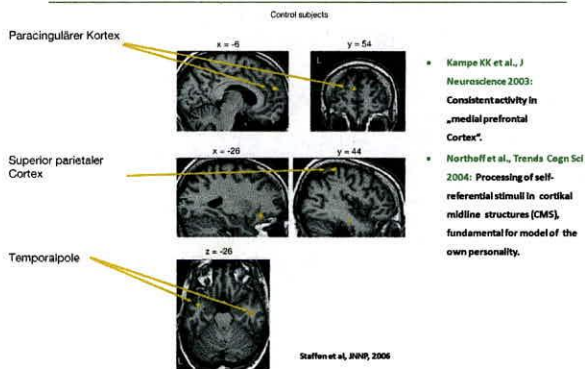 Control subjects
Paracingulärer Kortex
x = -6
y = 54
L
Kampe KK et al., J
Neuroscience 2003:
Consistent activity in
„medial prefrontal
Cortex“.
Superior parietaler
Cortex
x = -26
y = 44
Northoff et al., Trends Cogn Sci
2004: Processing of self-
referential stimuli in cortikal
midline structures (CMS),
fundamental for model of the
own personality.
Temporalpole
z = -26
L
Staffen et al, JNNP, 2006